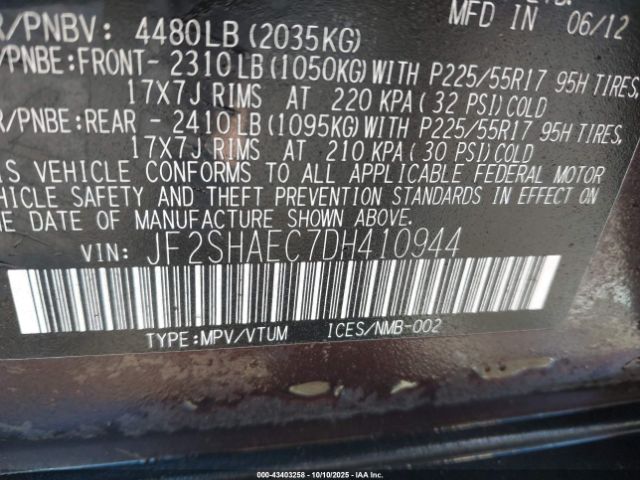 MFD IN 06/12
R/PNBV: 4480LB (2035KG)
/PNBE:FRONT- 2310LB(1050KG)WITH P225/55R17 95H TIRES,
17X7J RIMS AT 220 KPA(32 PSI)COLD
R/PNBE:REAR - 2410LB(1095KG)WITH P225/55R17 95H TIRES,
17X7J RIMS AT 210 KPA(30 PSI)COLD
IS VEHICLE CONFORMS TO ALL APPLICABLE FEDERAL MOTOR
EHICLE SAFETY AND THEFT PREVENTION STANDARDS IN EFFECT ON
E DATE OF MANUFACTURE SHOWN ABOVE.
VIN: JF2SHAEC7DH410944
TYPE:MPV/VTUM ICES/NMB-002
000-43403258 - 10/10/2025 - IAA Inc.